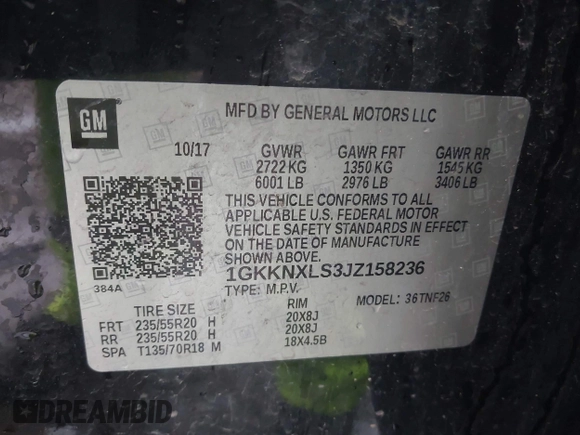 GM
MFD BY GENERAL MOTORS LLC
10/17 GVWR GAWR FRT GAWR RR
2722 KG 1350 KG 1545 KG
6001 LB 2976 LB 3406 LB
THIS VEHICLE CONFORMS TO ALL
APPLICABLE U.S. FEDERAL MOTOR
VEHICLE SAFETY STANDARDS IN EFFECT
ON THE DATE OF MANUFACTURE
SHOWN ABOVE.
384A 1GKKNXLS3JZ158236
TYPE: M.P.V. MODEL: 36TNF26
TIRE SIZE RIM
FRT 235/55R20 H 20X8J
RR 235/55R20 H 20X8J
SPA T135/70R18 M 18X4.5B
DREAMBID